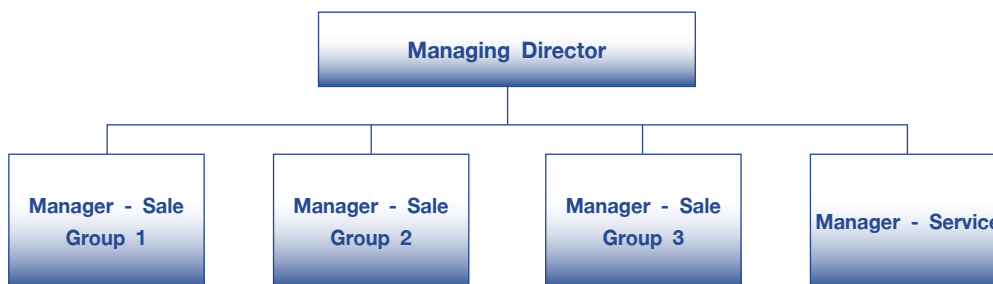 Managing Director
Manager - Sale
Group 1
Manager - Sale
Group 2
Manager - Sale
Group 3
Manager - Service